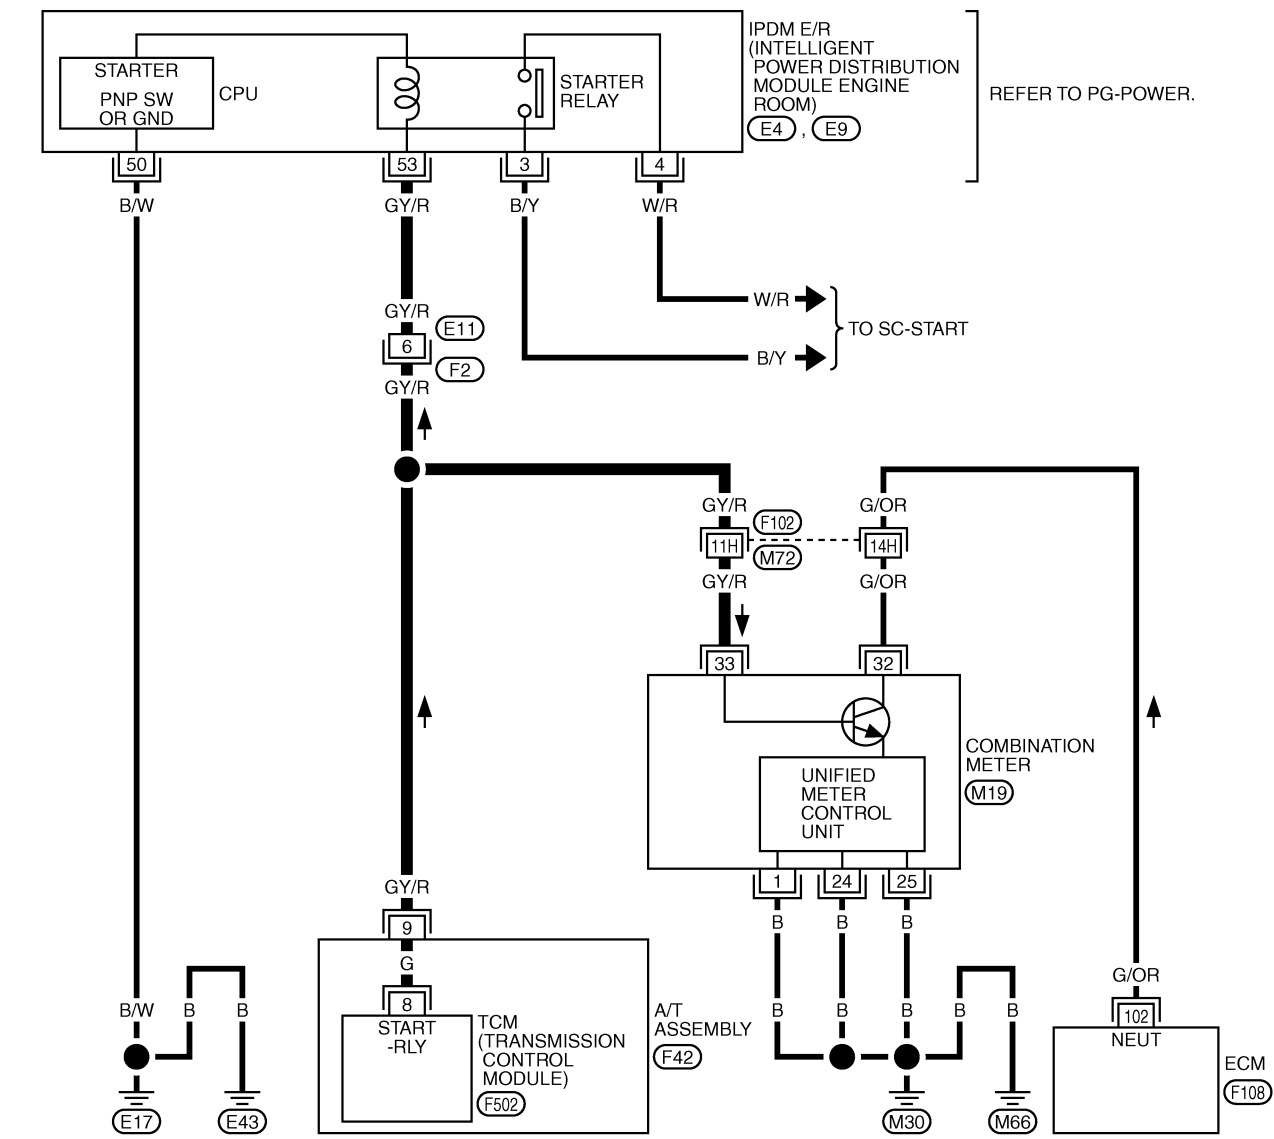 IPDM E/R
(INTELLIGENT
POWER DISTRIBUTION
MODULE ENGINE
ROOM)
E4 , E9
REFER TO PG-POWER.
STARTER
PNP SW
OR GND
CPU
STARTER
RELAY
50
53
3
4
B/W
GY/R
B/Y
W/R
W/R
B/Y
TO SC-START
GY/R
E11
6
F2
GY/R
GY/R
F102
G/OR
11H
14H
M72
GY/R
G/OR
33
32
COMBINATION
METER
M19
UNIFIED
METER
CONTROL
UNIT
1
24
25
B
B
B
GY/R
9
G
8
START
-RLY
TCM
(TRANSMISSION
CONTROL
MODULE)
F502
A/T
ASSEMBLY
F42
B/W
B
B
E17
E43
B
B
B
B
B
M30
M66
G/OR
102
NEUT
ECM
F108